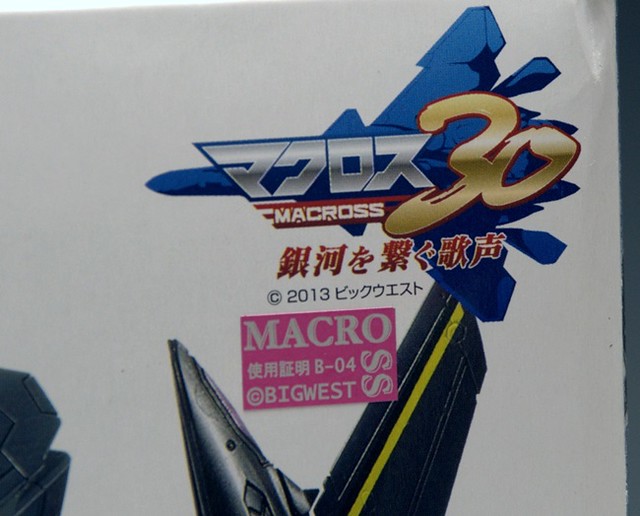 マクロス30
MACROSS
銀河を繋ぐ歌声
© 2013 ビックウエスト
MACROSS
使用証明 B-04
©BIGWEST